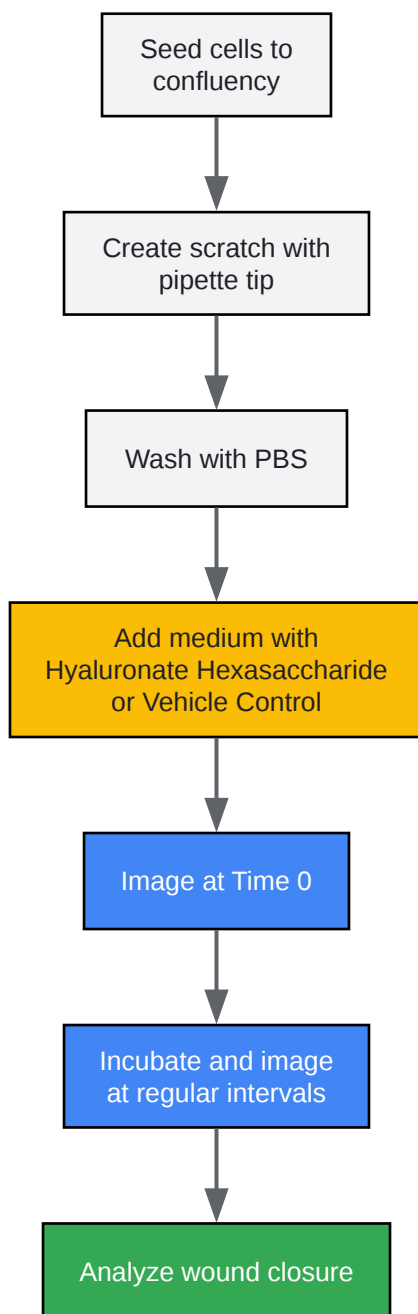 Seed cells to
confluency
Create scratch with
pipette tip
Wash with PBS
Add medium with
Hyaluronate Hexasaccharide
or Vehicle Control
Image at Time 0
Incubate and image
at regular intervals
Analyze wound closure